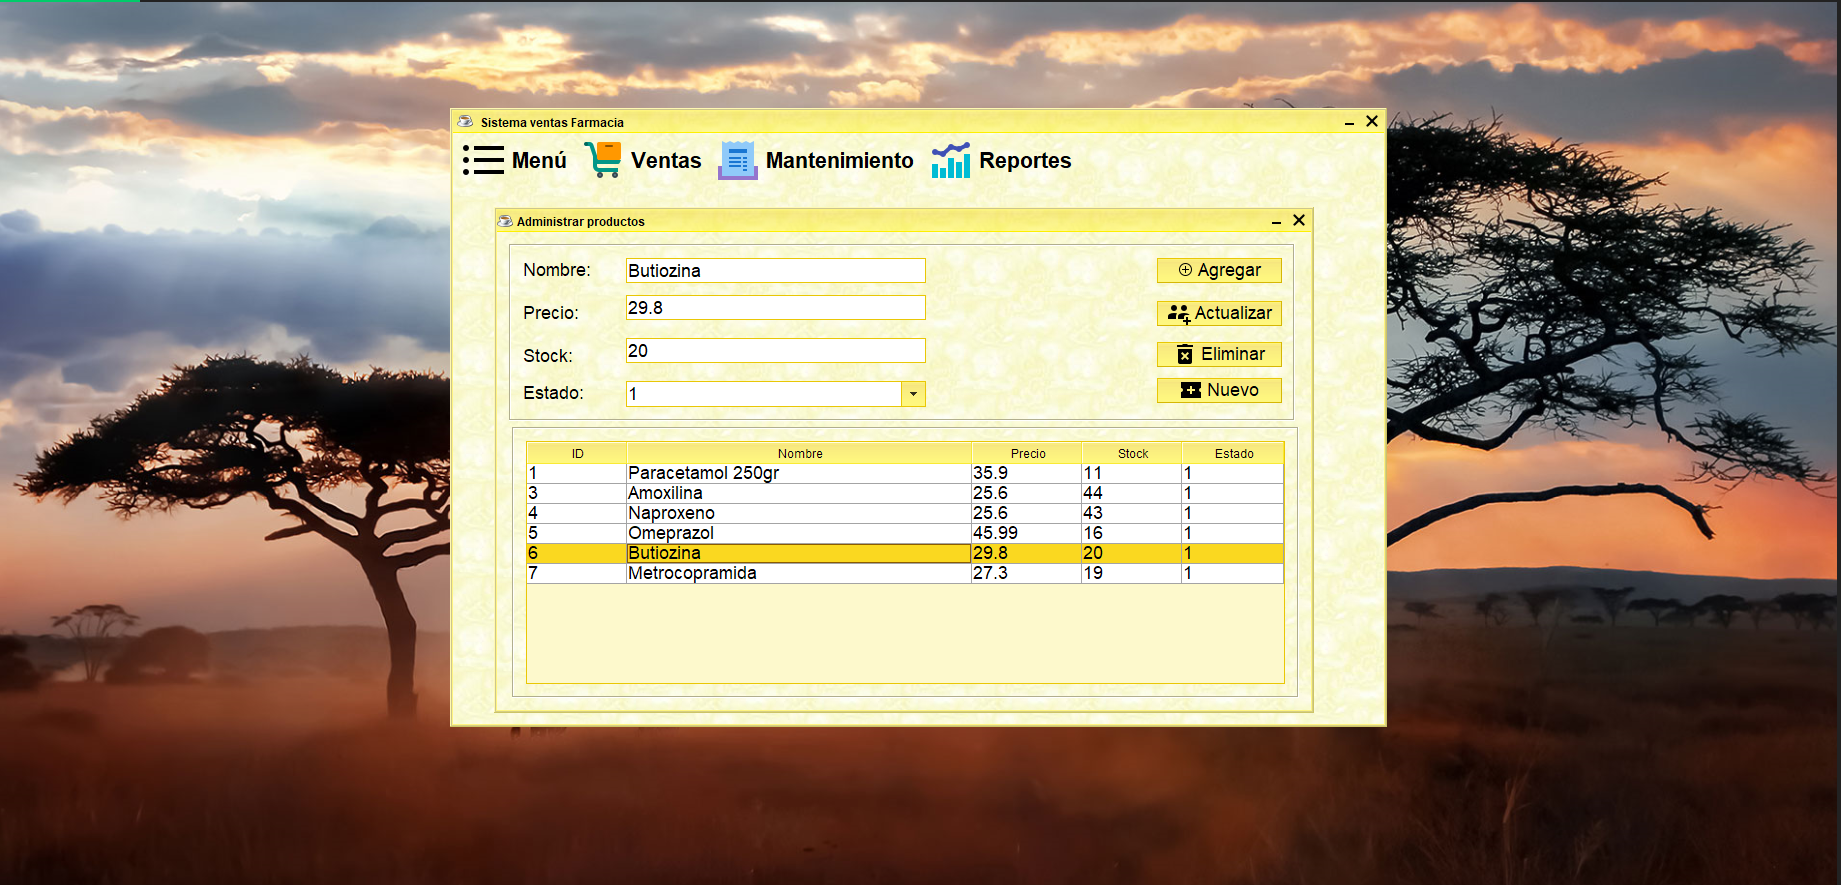 Sistema ventas Farmacia
Menú Ventas Mantenimiento Reportes
Administrar productos
Nombre: Butiozina Agregar
Precio: 29.8 Actualizar
Stock: 20 Eliminar
Estado: 1 Nuevo
ID Nombre Precio Stock Estado
1 Paracetamol 250gr 35.9 11 1
3 Amoxilina 25.6 44 1
4 Naproxeno 25.6 43 1
5 Omeprazol 45.99 16 1
6 Butiozina 29.8 20 1
7 Metrocopramida 27.3 19 1